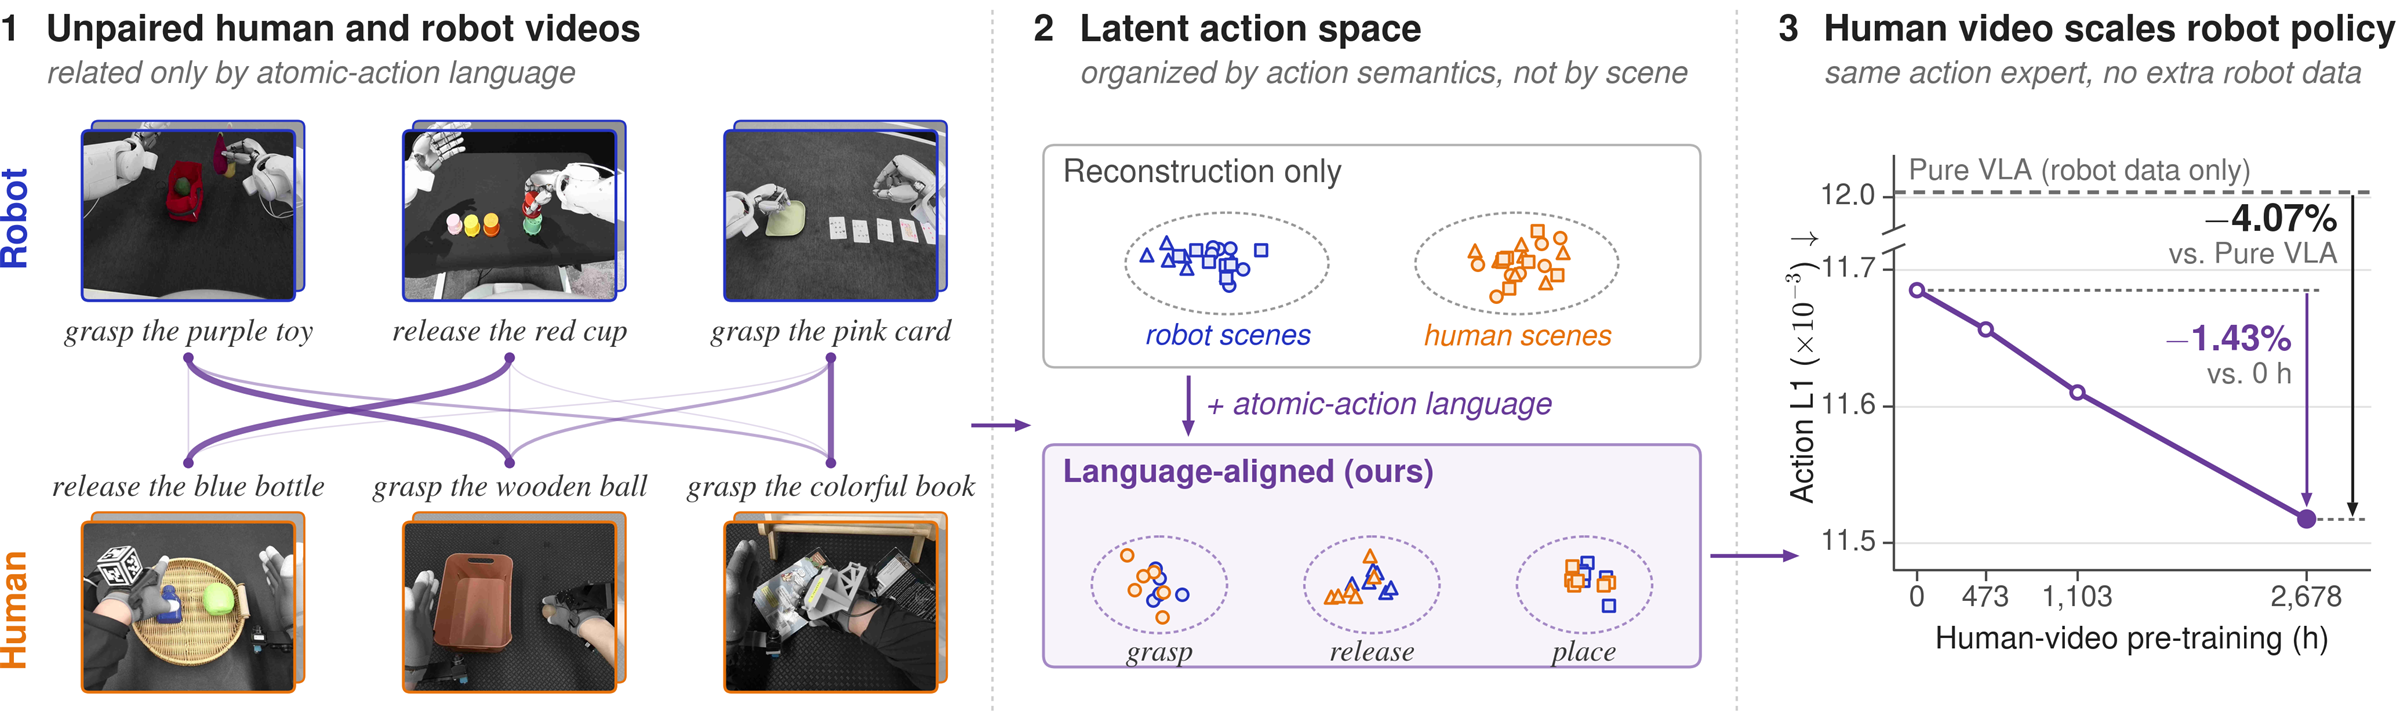 1 Unpaired human and robot videos
related only by atomic-action language
Robot
grasp the purple toy
release the red cup
grasp the pink card
release the blue bottle
grasp the wooden ball
grasp the colorful book
Human
2 Latent action space
organized by action semantics, not by scene
Reconstruction only
robot scenes
human scenes
+ atomic-action language
Language-aligned (ours)
grasp
release
place
3 Human video scales robot policy
same action expert, no extra robot data
Pure VLA (robot data only)
12.0
−4.07%
vs. Pure VLA
11.7
−1.43%
vs. 0 h
11.6
11.5
Action L1 (×10⁻³) ↓
0 473 1,103 2,678
Human-video pre-training (h)